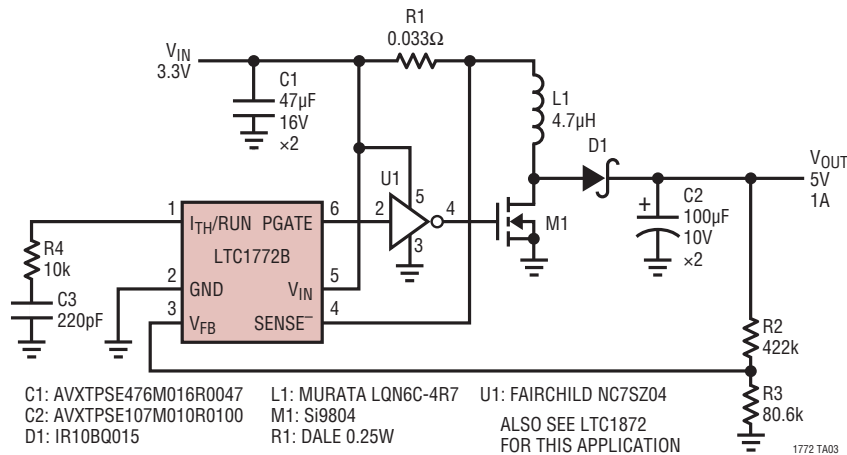 R1
0.033Ω
VIN
3.3V
C1
47µF
16V
×2
L1
4.7µH
D1
VOUT
5V
1A
U1
5
2
4
3
M1
+
C2
100µF
10V
×2
1
ITH/RUN
PGATE
6
LTC1772B
R4
10k
2
GND
VIN
5
3
VFB
SENSE–
4
C3
220pF
R2
422k
R3
80.6k
C1: AVXTPSE476M016R0047
C2: AVXTPSE107M010R0100
D1: IR10BQ015
L1: MURATA LQN6C-4R7
M1: Si9804
R1: DALE 0.25W
U1: FAIRCHILD NC7SZ04
ALSO SEE LTC1872
FOR THIS APPLICATION
1772 TA03